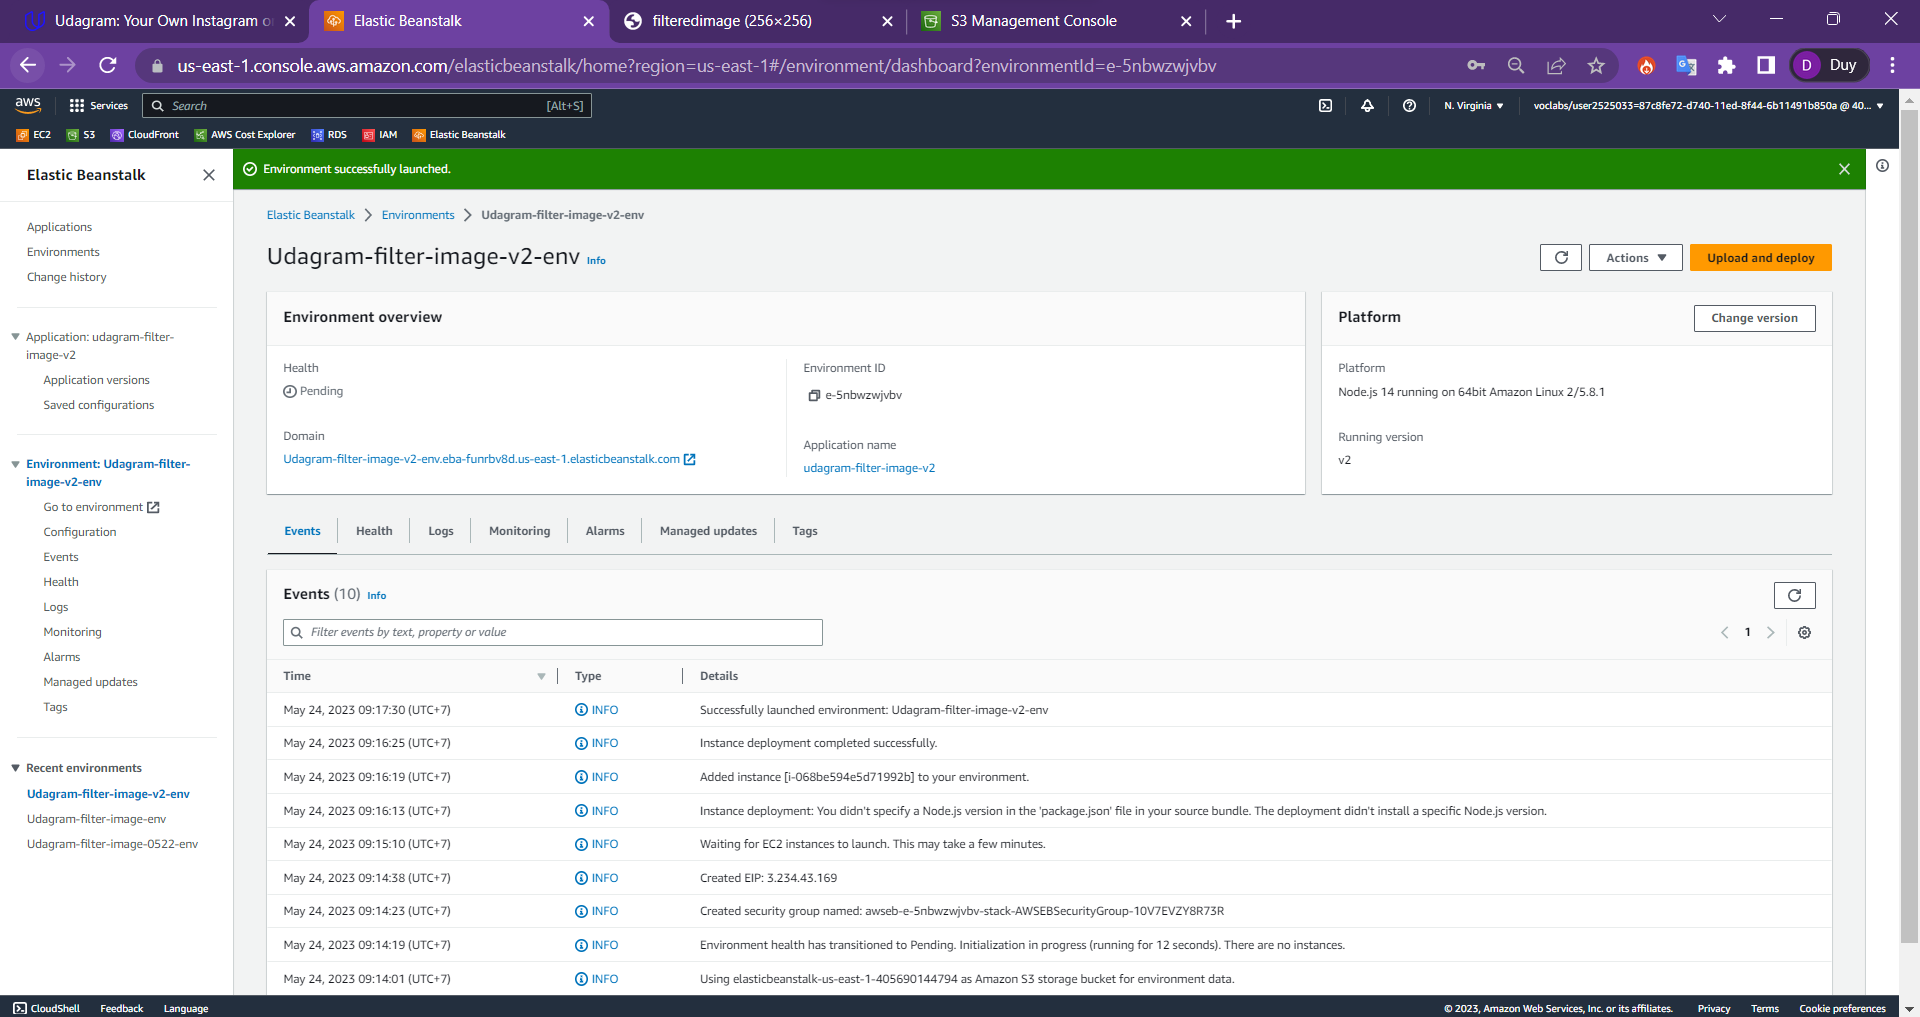 Udagram: Your Own Instagram o
Elastic Beanstalk
filteredimage (256×256)
S3 Management Console
us-east-1.console.aws.amazon.com/elasticbeanstalk/home?region=us-east-1#/environment/dashboard?environmentId=e-5nbwzwjvbv
D Duy
aws
Services
Search
[Alt+S]
N. Virginia
voclabs/user2525033=87c8fe72-d740-11ed-8f44-6b11491b850a @ 40...
EC2
S3
CloudFront
AWS Cost Explorer
RDS
IAM
Elastic Beanstalk
Elastic Beanstalk
Applications
Environments
Change history
Application: udagram-filter-
image-v2
Application versions
Saved configurations
Environment: Udagram-filter-
image-v2-env
Go to environment
Configuration
Events
Health
Logs
Monitoring
Alarms
Managed updates
Tags
Recent environments
Udagram-filter-image-v2-env
Udagram-filter-image-env
Udagram-filter-image-0522-env
Environment successfully launched.
Elastic Beanstalk
Environments
Udagram-filter-image-v2-env
Udagram-filter-image-v2-env Info
Actions
Upload and deploy
Environment overview
Health
Pending
Domain
Udagram-filter-image-v2-env.eba-funrbv8d.us-east-1.elasticbeanstalk.com
Environment ID
e-5nbwzwjvbv
Application name
udagram-filter-image-v2
Platform
Change version
Platform
Node.js 14 running on 64bit Amazon Linux 2/5.8.1
Running version
v2
Events
Health
Logs
Monitoring
Alarms
Managed updates
Tags
Events (10) Info
Filter events by text, property or value
1
Time Type Details
May 24, 2023 09:17:30 (UTC+7) INFO Successfully launched environment: Udagram-filter-image-v2-env
May 24, 2023 09:16:25 (UTC+7) INFO Instance deployment completed successfully.
May 24, 2023 09:16:19 (UTC+7) INFO Added instance [i-068be594e5d71992b] to your environment.
May 24, 2023 09:16:13 (UTC+7) INFO Instance deployment: You didn't specify a Node.js version in the 'package.json' file in your source bundle. The deployment didn't install a specific Node.js version.
May 24, 2023 09:15:10 (UTC+7) INFO Waiting for EC2 instances to launch. This may take a few minutes.
May 24, 2023 09:14:38 (UTC+7) INFO Created EIP: 3.234.43.169
May 24, 2023 09:14:23 (UTC+7) INFO Created security group named: awseb-e-5nbwzwjvbv-stack-AWSEBSecurityGroup-10V7EVZY8R73R
May 24, 2023 09:14:19 (UTC+7) INFO Environment health has transitioned to Pending. Initialization in progress (running for 12 seconds). There are no instances.
May 24, 2023 09:14:01 (UTC+7) INFO Using elasticbeanstalk-us-east-1-405690144794 as Amazon S3 storage bucket for environment data.
CloudShell
Feedback
Language
© 2023, Amazon Web Services, Inc. or its affiliates.
Privacy
Terms
Cookie preferences